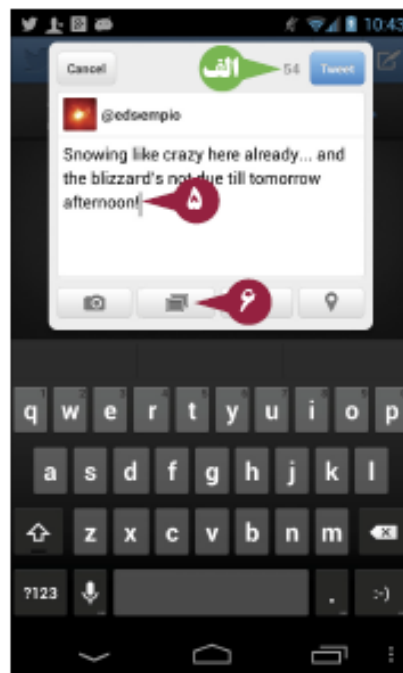 10:43
Cancel
الف
54
Tweet
@edsempio
Snowing like crazy here already... and
the blizzard's not due till tomorrow
afternoon!
۵
۶
q w e r t y u i o p
a s d f g h j k l
z x c v b n m
?123 . :-)